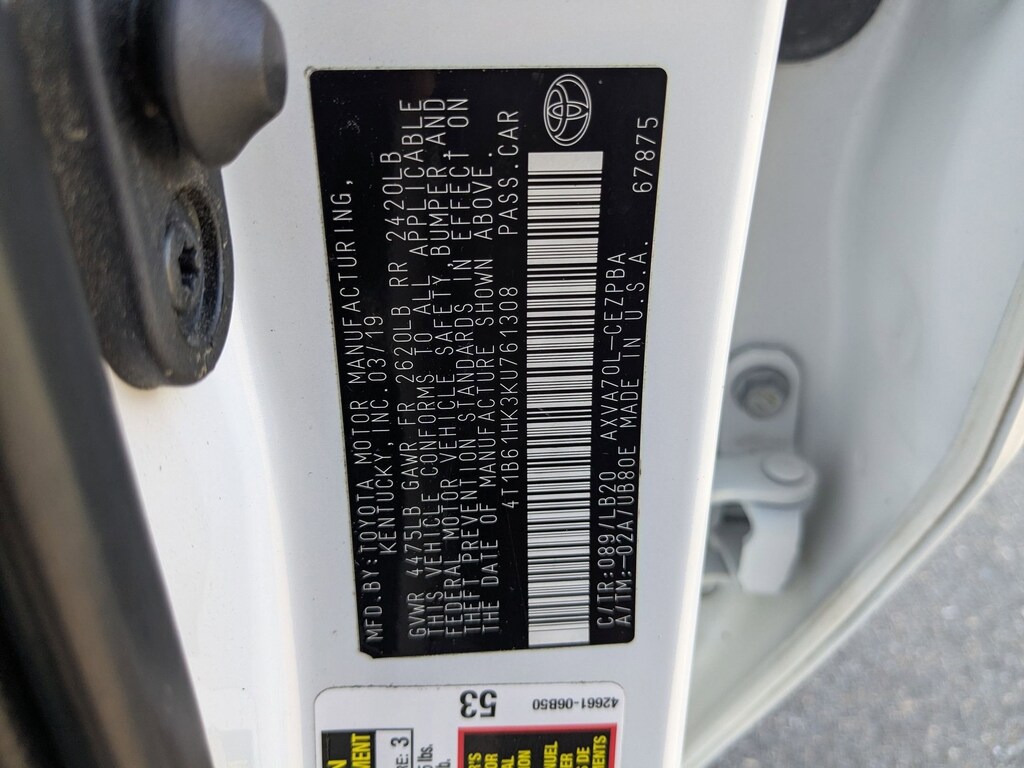 MFD.BY:TOYOTA MOTOR MANUFACTURING,
KENTUCKY, INC 03/19
GVWR 4475LB GAWR FR 2620LB RR 2420LB
THIS VEHICLE CONFORMS TO ALL APPLICABLE
FEDERAL MOTOR VEHICLE SAFETY, BUMPER, AND
THEFT PREVENTION STANDARDS IN EFFECT ON
THE DATE OF MANUFACTURE SHOWN ABOVE.
4T1B61HK3KU761308 PASS.CAR
C/TR:089/LB20 AXVA70L-CEZPBA
A/TM:-02A/UB80E MADE IN U.S.A. 67875
53
42661-06B50
3
lbs.